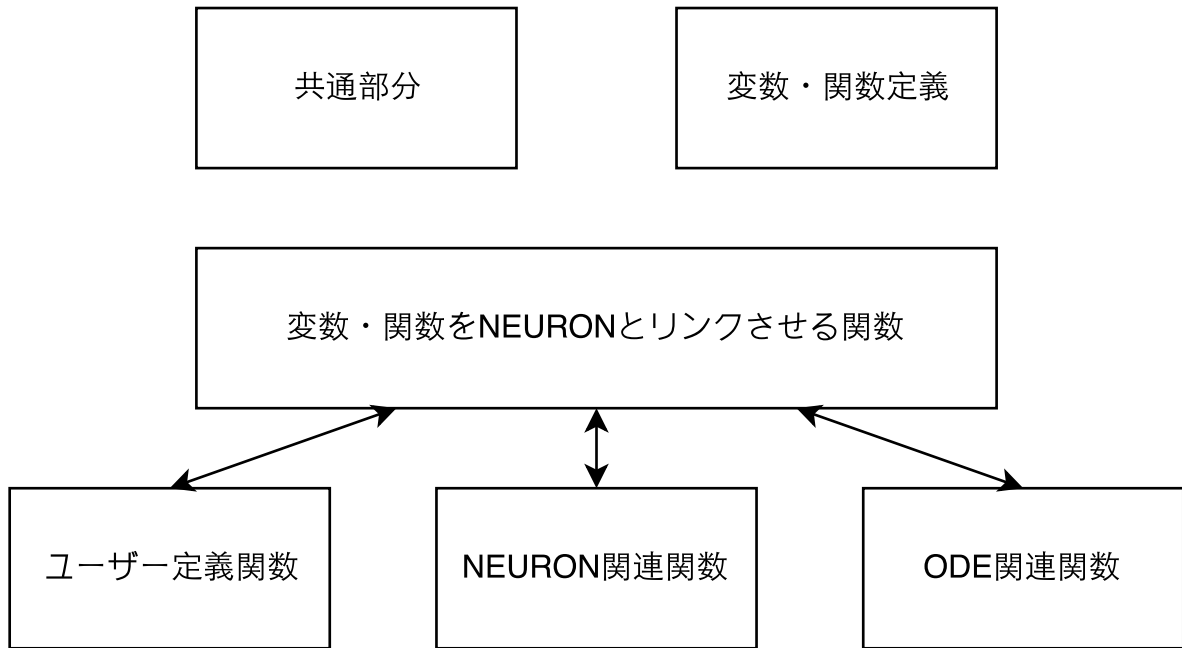 共通部分
変数・関数定義
変数・関数をNEURONとリンクさせる関数
ユーザー定義関数
NEURON関連関数
ODE関連関数